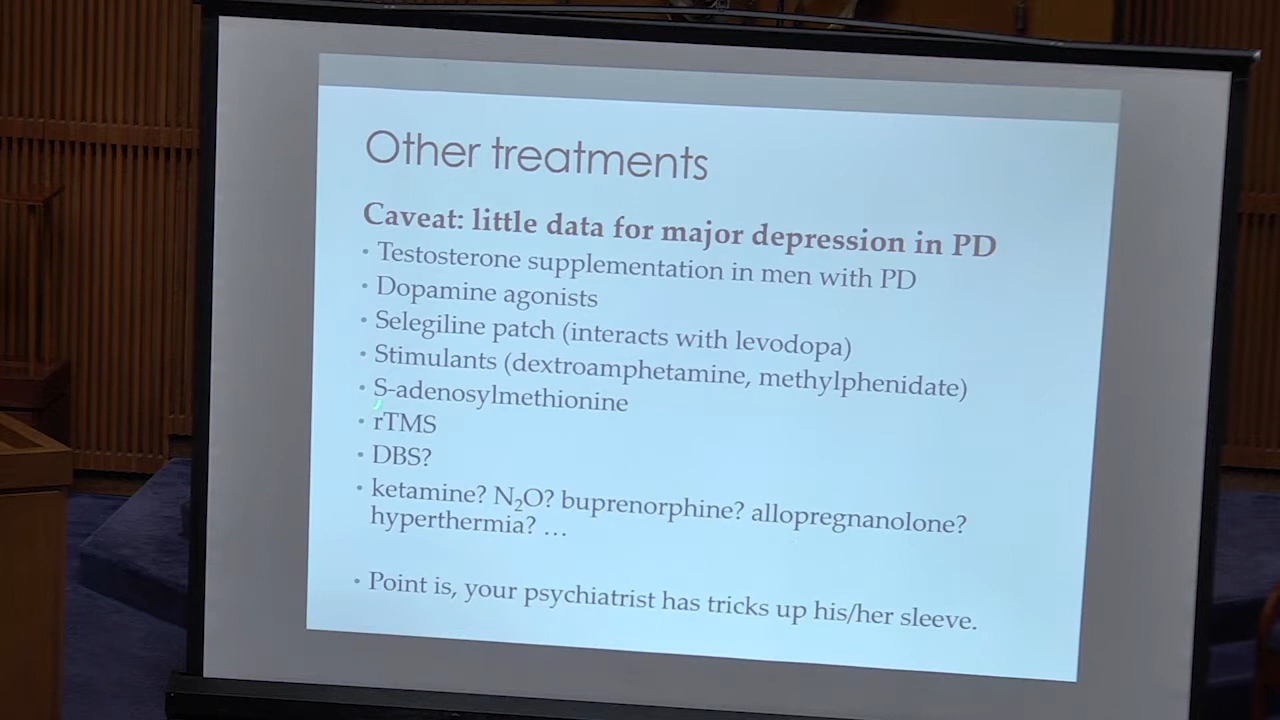 Other treatments
Caveat: little data for major depression in PD
• Testosterone supplementation in men with PD
• Dopamine agonists
• Selegiline patch (interacts with levodopa)
• Stimulants (dextroamphetamine, methylphenidate)
• S-adenosylmethionine
• rTMS
• DBS?
• ketamine? N₂O? buprenorphine? allopregnanolone?
hyperthermia? …
• Point is, your psychiatrist has tricks up his/her sleeve.